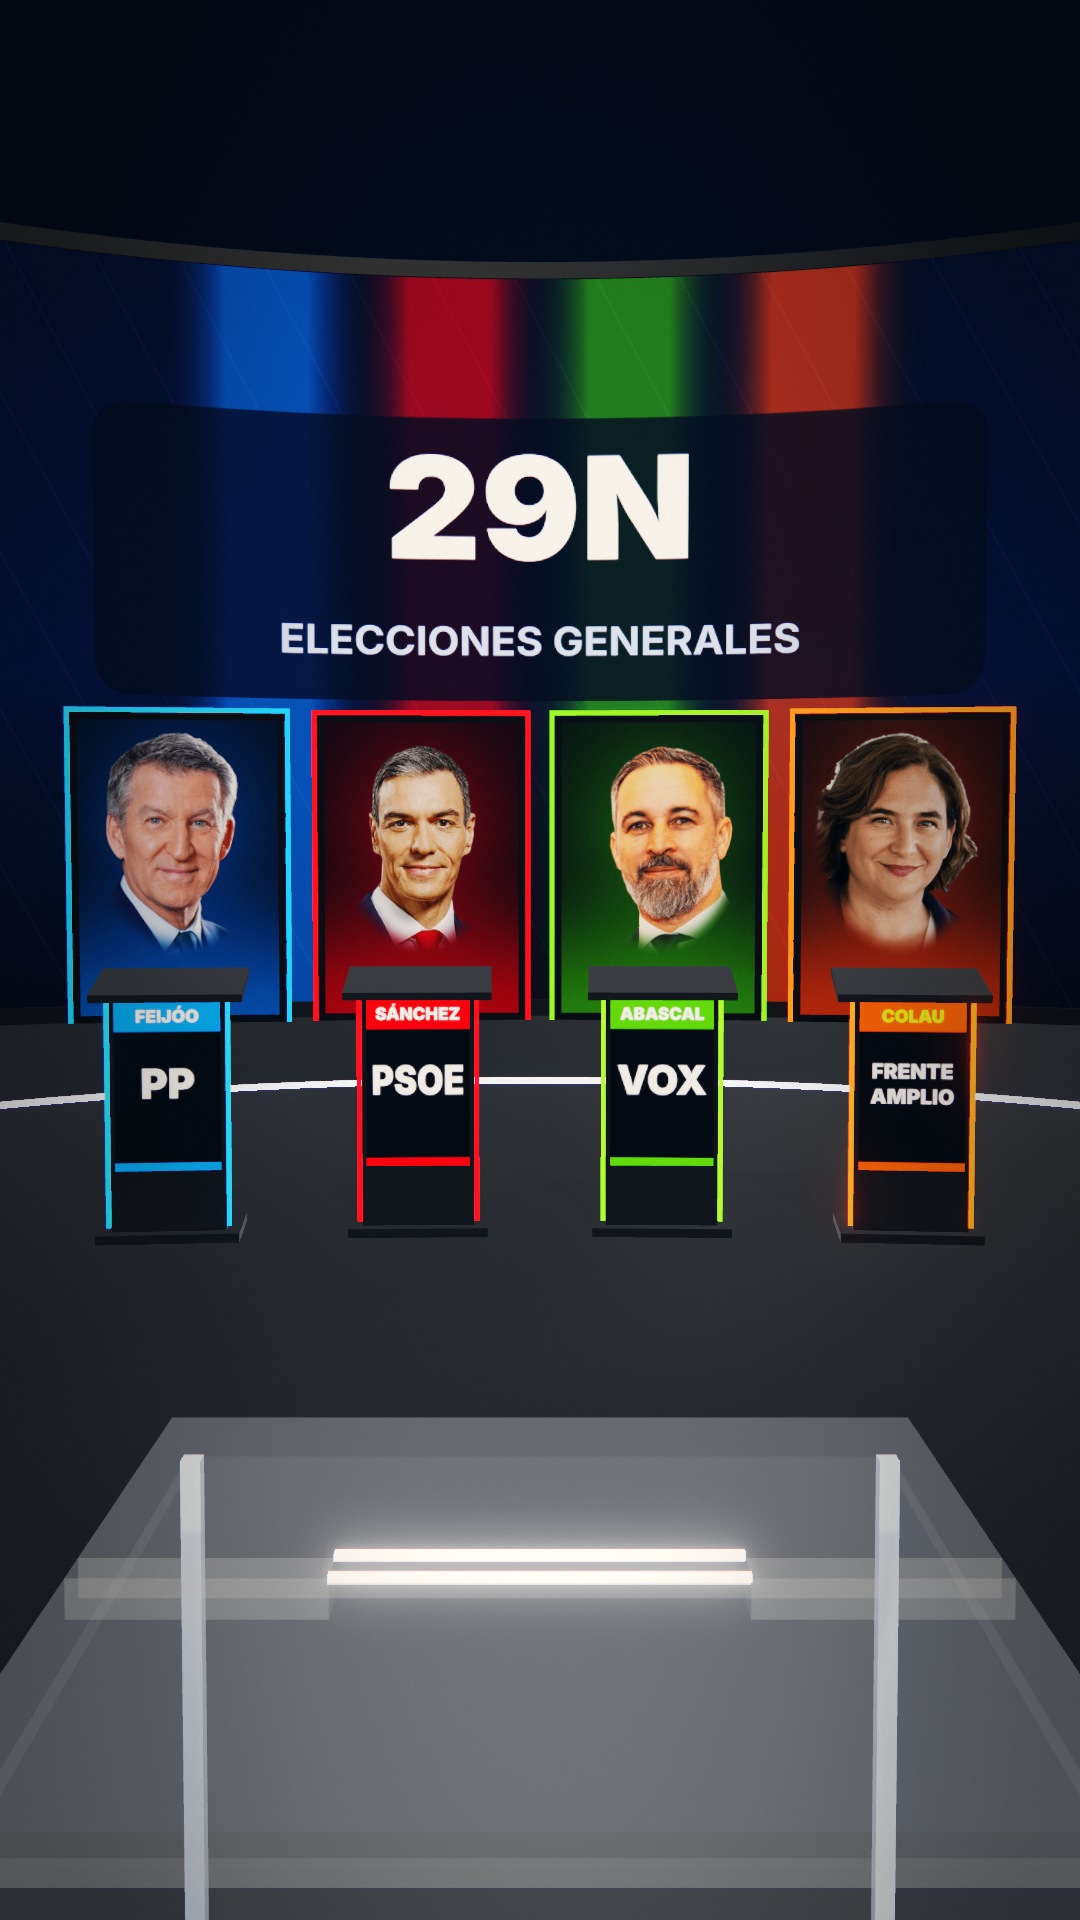 29N
ELECCIONES GENERALES
FEIJÓO
PP
SÁNCHEZ
PSOE
ABASCAL
VOX
COLAU
FRENTE
AMPLIO